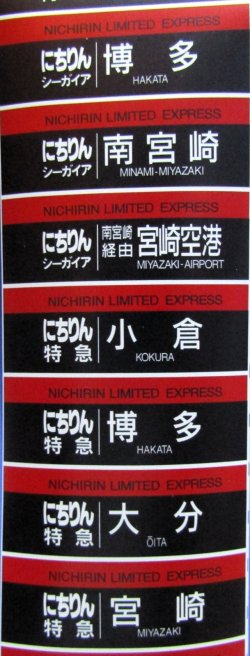 NICHIRIN LIMITED EXPRESS
にちりん
シーガイア
博多
HAKATA
NICHIRIN LIMITED EXPRESS
にちりん
シーガイア
南宮崎
MINAMI-MIYAZAKI
NICHIRIN LIMITED EXPRESS
にちりん
シーガイア
南宮崎
経由
宮崎空港
MIYAZAKI-AIRPORT
NICHIRIN LIMITED EXPRESS
にちりん
特急
小倉
KOKURA
NICHIRIN LIMITED EXPRESS
にちりん
特急
博多
HAKATA
NICHIRIN LIMITED EXPRESS
にちりん
特急
大分
ŌITA
NICHIRIN LIMITED EXPRESS
にちりん
特急
宮崎
MIYAZAKI